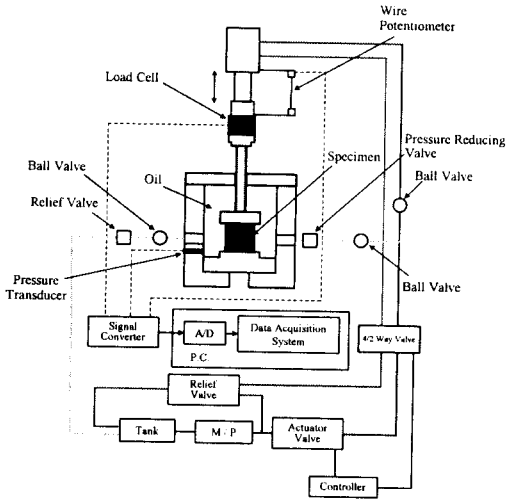 Wire
Potentiometer
Load Cell
Pressure Reducing
Valve
Specimen
Ball Valve
Oil
Ball Valve
Relief Valve
Pressure
Transducer
Ball Valve
Signal
Converter
A/D
Data Acquisition
System
P.C.
4/2 Way Valve
Relief
Valve
Tank
M / P
Actuator
Valve
Controller